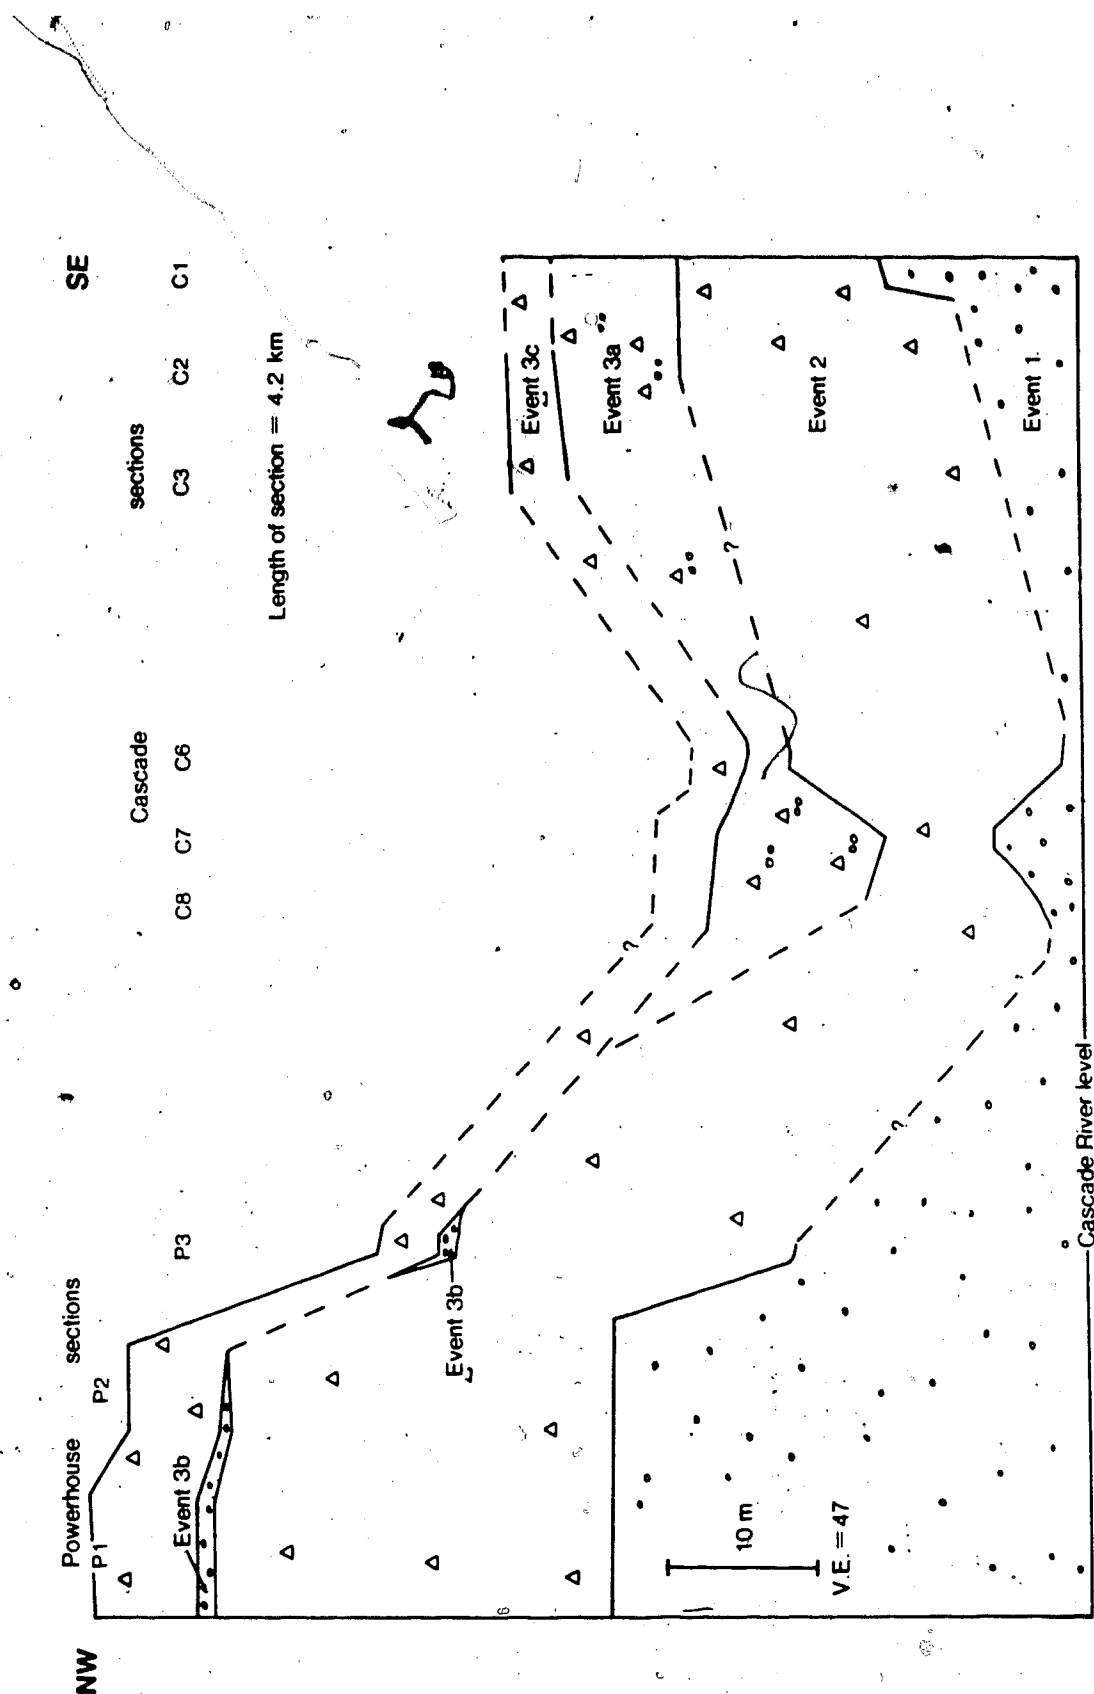 NW
SE
Powerhouse sections
Cascade sections
P1
P2
P3
C8
C7
C6
C3
C2
C1
Length of section = 4.2 km
Event 3b
Event 3b
Event 3c
Event 3a
?
?
Event 2
?
Event 1
10 m
V.E. = 47
Cascade River level